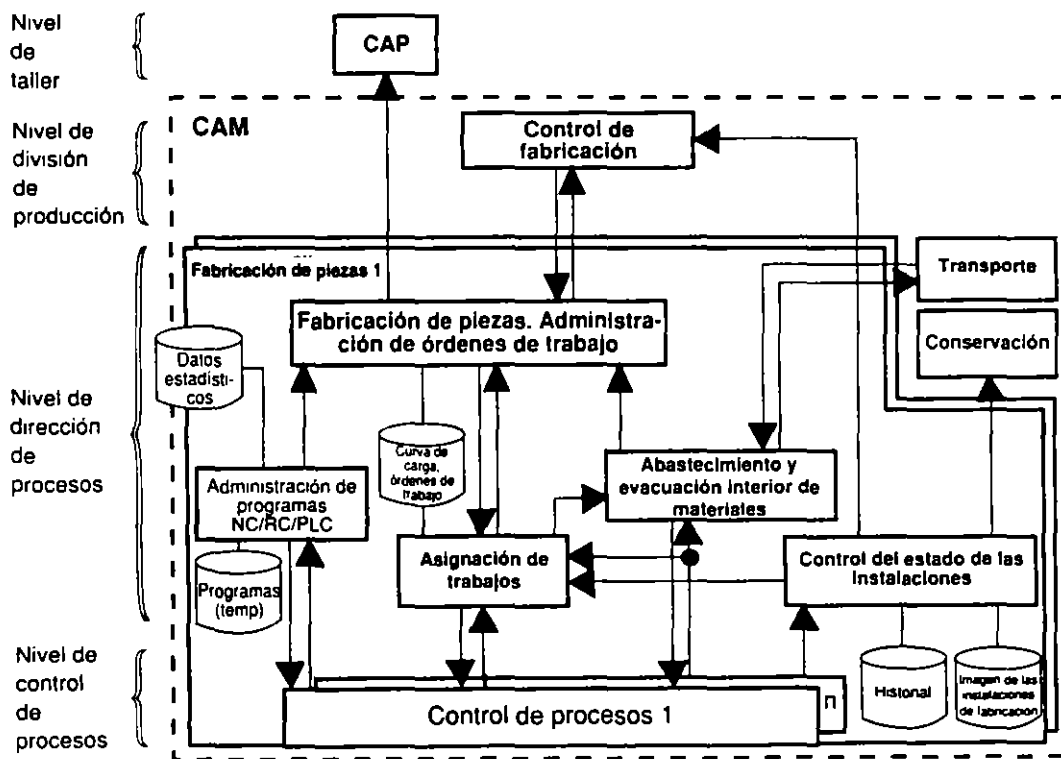 Nivel
de
taller
CAP
Nivel de
división
de
producción
CAM
Control de
fabricación
Nivel de
dirección
de
procesos
Fabricación de piezas 1
Transporte
Fabricación de piezas. Administra-
ción de órdenes de trabajo
Conservación
Datos
estadísti-
cos
Curva de
carga,
órdenes de
trabajo
Abastecimiento y
evacuación interior de
materiales
Administración de
programas
NC/RC/PLC
Asignación de
trabajos
Control del estado de las
Instalaciones
Programas
(temp)
Nivel de
control
de
procesos
Control de procesos 1
n
Historial
Imagen de las
instalaciones
de fabricación